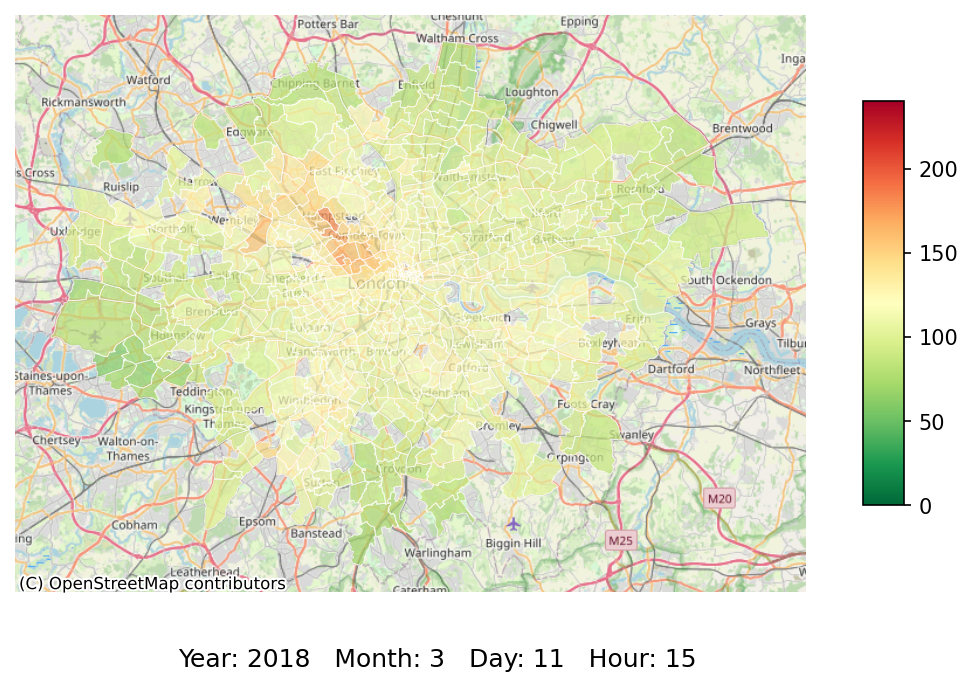 Potters Bar
Cheshunt
Epping
Waltham Cross
Inga
Watford
Chipping Barnet
Enfield
Loughton
Rickmansworth
Chigwell
Brentwood
Edgware
s Cross
Ruislip
Harrow
East Finchley
Walthamstow
Romford
Wembley
Hampstead
Uxbridge
Northolt
Camden Town
Stratford
Barking
Southall
Shepherd's
Bush
London
South Ockendon
Brentford
Greenwich
Erith
Grays
Hounslow
Fulham
Lewisham
Bexleyheath
Tilbur
Wandsworth
Brixton
Staines-upon-
Thames
Catford
Dartford
Northfleet
Teddington
Wimbledon
Sydenham
Kingston upon
Thames
Foots Cray
Chertsey
Walton-on-
Thames
Bromley
Swanley
Croydon
Orpington
Sutton
M20
Cobham
Epsom
Banstead
Biggin Hill
M25
ing
Warlingham
Leatherhead
Caterham
W
(C) OpenStreetMap contributors
200
150
100
50
0
Year: 2018 Month: 3 Day: 11 Hour: 15